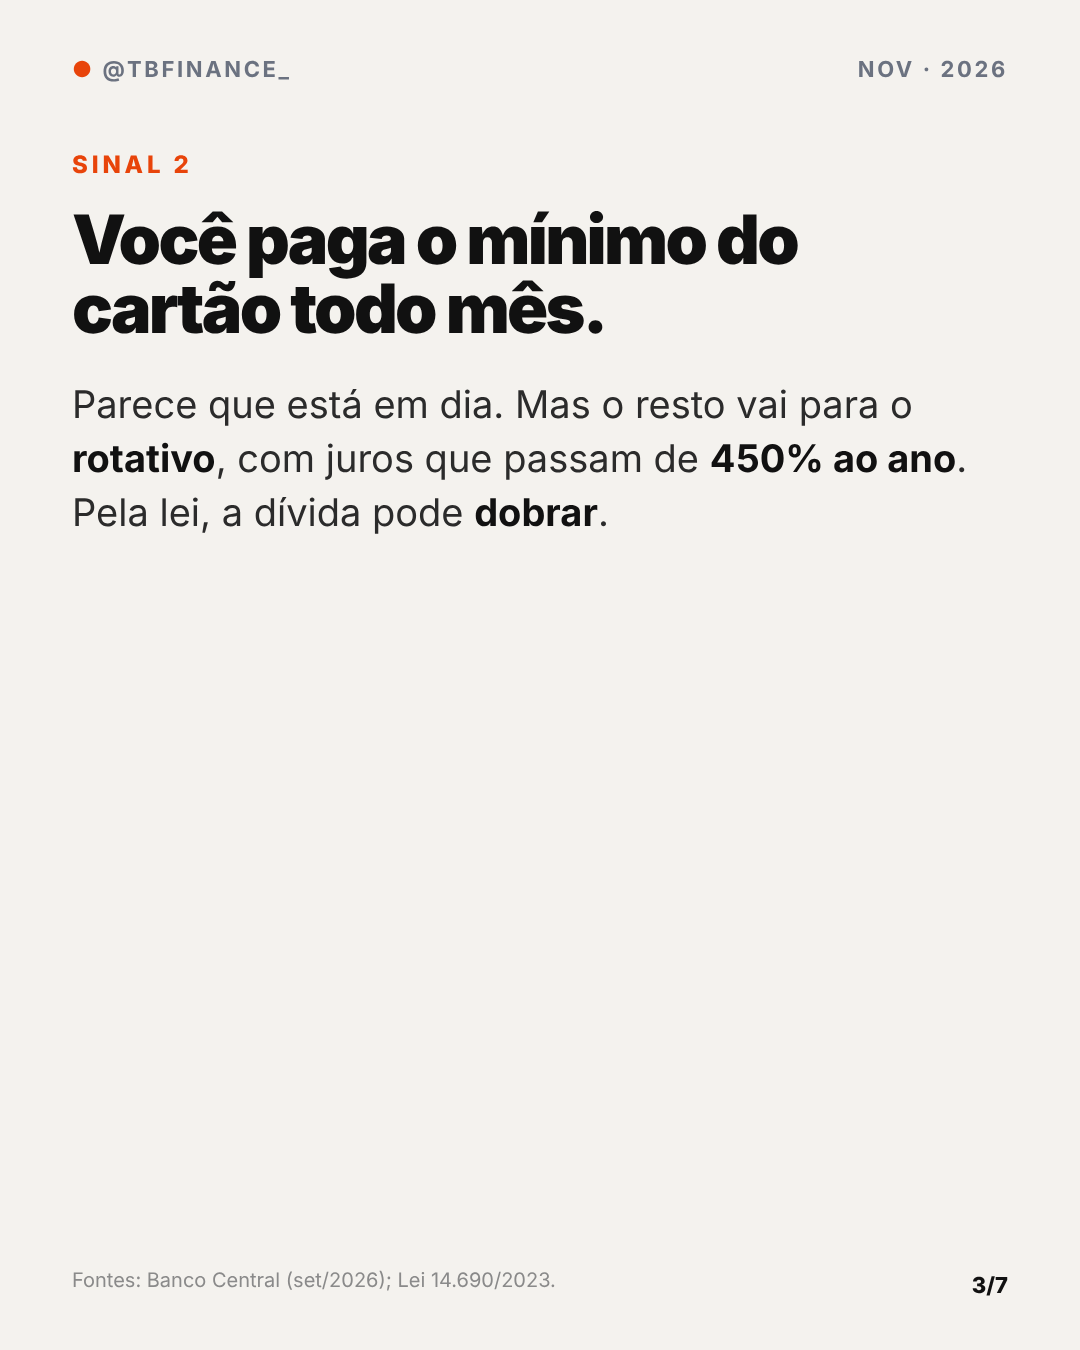 @TBFINANCE_
NOV · 2026
SINAL 2
Você paga o mínimo do
cartão todo mês.
Parece que está em dia. Mas o resto vai para o
rotativo, com juros que passam de 450% ao ano.
Pela lei, a dívida pode dobrar.
Fontes: Banco Central (set/2026); Lei 14.690/2023.
3/7